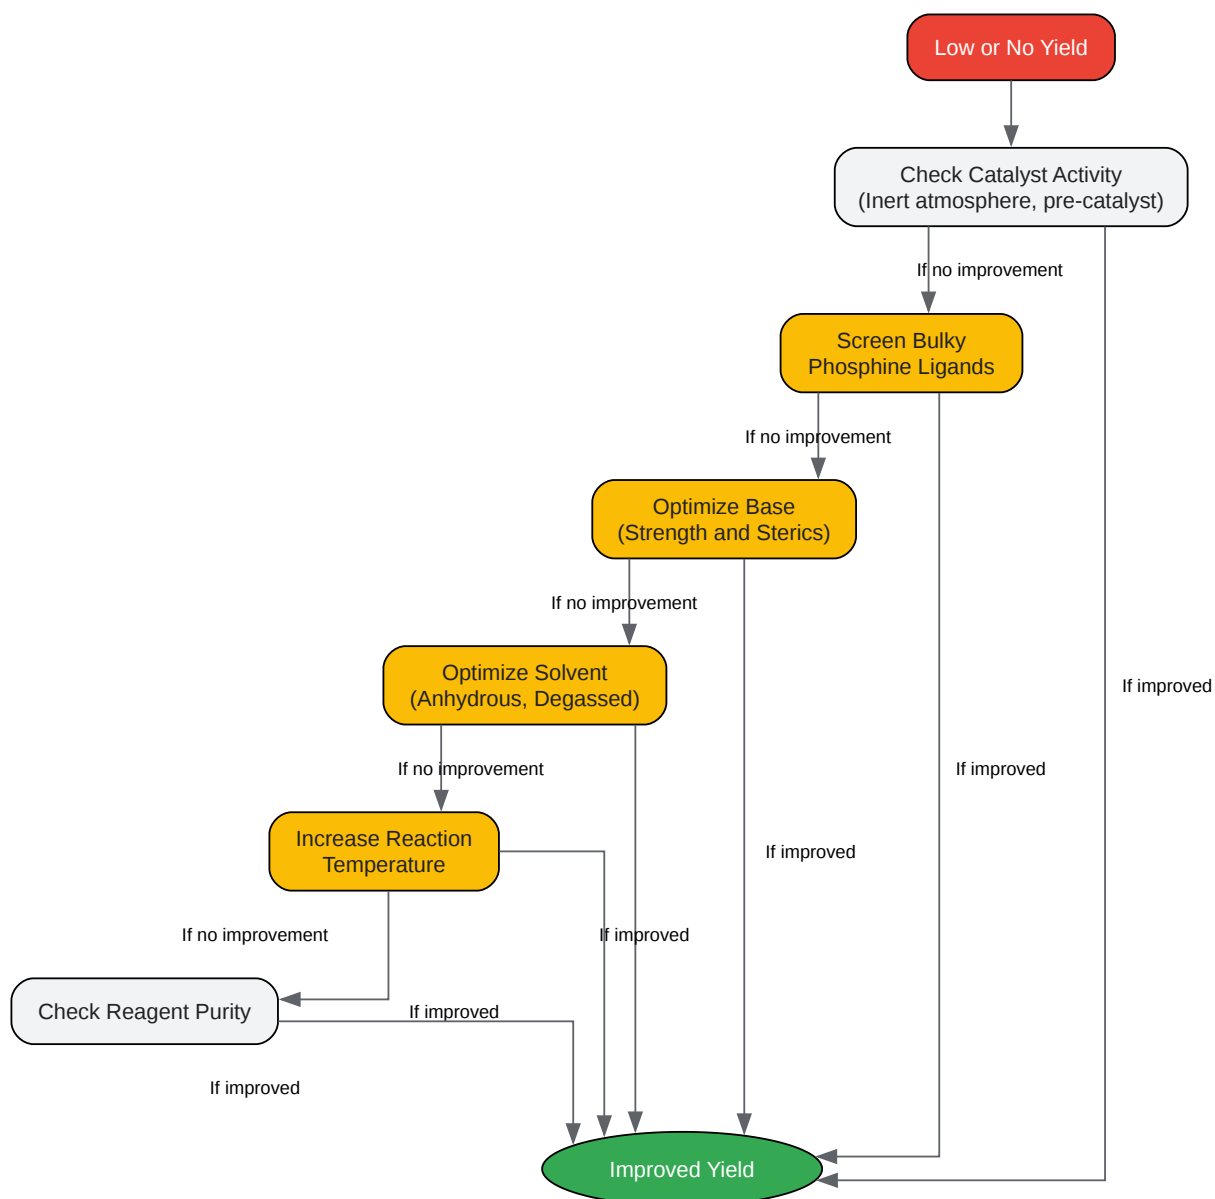 Low or No Yield
Check Catalyst Activity
(Inert atmosphere, pre-catalyst)
If no improvement
Screen Bulky
Phosphine Ligands
If no improvement
Optimize Base
(Strength and Sterics)
If no improvement
Optimize Solvent
(Anhydrous, Degassed)
If improved
If no improvement
If improved
Increase Reaction
Temperature
If improved
If no improvement
If improved
Check Reagent Purity
If improved
If improved
Improved Yield